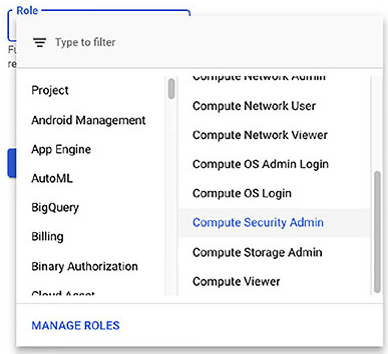 Role
Type to filter
Fu
re
Project
Android Management
App Engine
AutoML
BigQuery
Billing
Binary Authorization
Cloud Asset
Compute Network Admin
Compute Network User
Compute Network Viewer
Compute OS Admin Login
Compute OS Login
Compute Security Admin
Compute Storage Admin
Compute Viewer
MANAGE ROLES